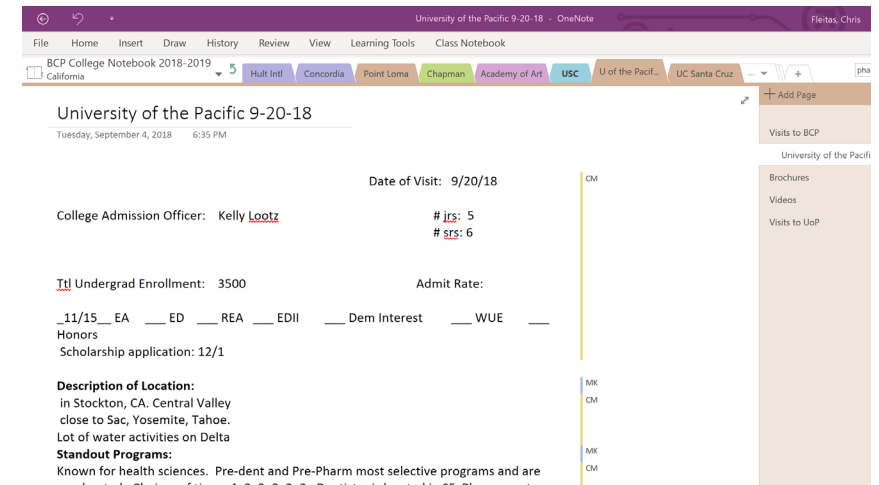 University of the Pacific 9-20-18 - OneNote
Fleitas, Chris
File Home Insert Draw History Review View Learning Tools Class Notebook
BCP College Notebook 2018-2019
California
5 Hult Intl Concordia Point Loma Chapman Academy of Art USC U of the Pacif... UC Santa Cruz ... + pha
+ Add Page
University of the Pacific 9-20-18
Tuesday, September 4, 2018 6:35 PM
Visits to BCP
University of the Pacifi
Brochures
Videos
Visits to UoP
Date of Visit: 9/20/18
CM
College Admission Officer: Kelly Lootz # jrs: 5
# srs: 6
Ttl Undergrad Enrollment: 3500 Admit Rate:
_11/15__ EA ___ ED ___ REA ___ EDII ___ Dem Interest ___ WUE ___
Honors
Scholarship application: 12/1
Description of Location:
MK
in Stockton, CA. Central Valley
CM
close to Sac, Yosemite, Tahoe.
Lot of water activities on Delta
Standout Programs:
MK
Known for health sciences. Pre-dent and Pre-Pharm most selective programs and are
CM